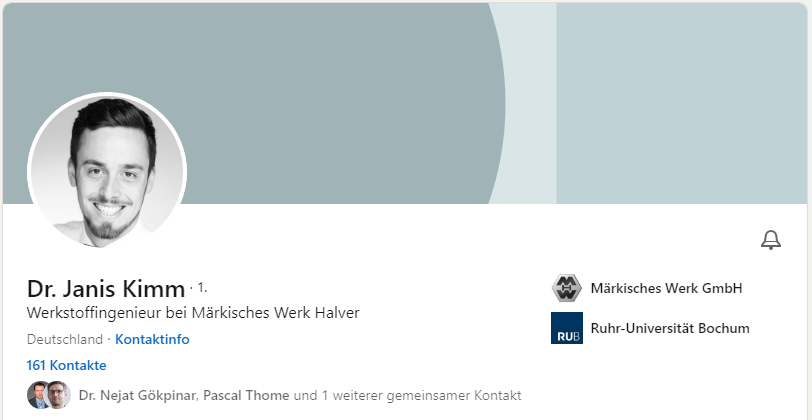 Dr. Janis Kimm · 1.
Werkstoffingenieur bei Märkisches Werk Halver
Deutschland · Kontaktinfo
161 Kontakte
Dr. Nejat Gökpinar, Pascal Thome und 1 weiterer gemeinsamer Kontakt
Märkisches Werk GmbH
RUB Ruhr-Universität Bochum